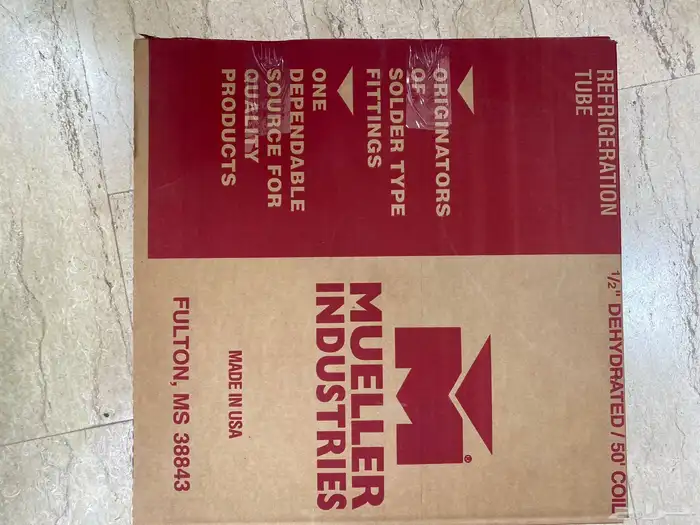 REFRIGERATION
TUBE
ORIGINATORS
OF
SOLDER TYPE
FITTINGS
ONE
DEPENDABLE
SOURCE FOR
QUALITY
PRODUCTS
1/2" DEHYDRATED / 50' COIL
MUELLER
INDUSTRIES
MADE IN USA
FULTON, MS 38843